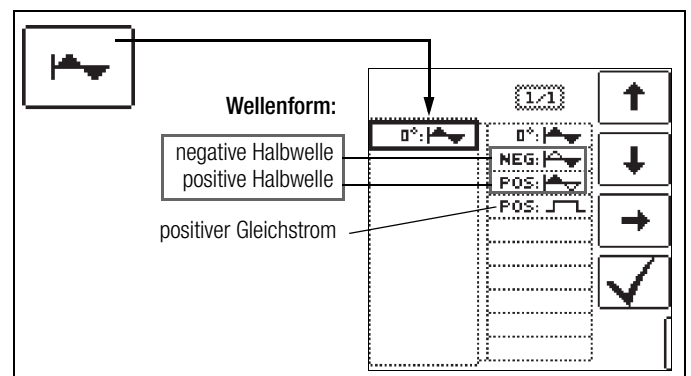 Wellenform:
1/1
0°:
0°:
negative Halbwelle
NEG:
positive Halbwelle
POS:
positiver Gleichstrom
POS: